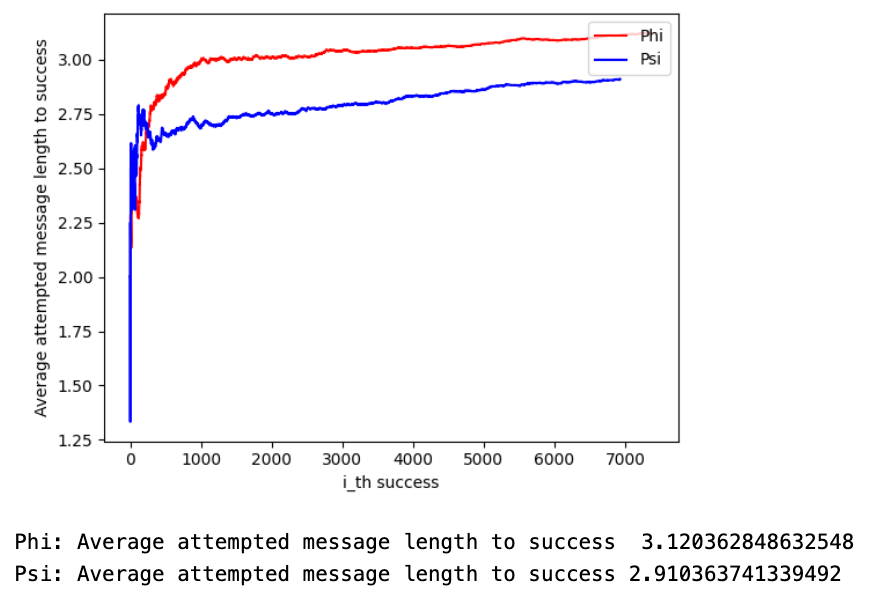 3.00
2.75
2.50
2.25
2.00
1.75
1.50
1.25
Average attempted message length to success
Phi
Psi
0 1000 2000 3000 4000 5000 6000 7000
i_th success
Phi: Average attempted message length to success  3.120362848632548
Psi: Average attempted message length to success 2.910363741339492